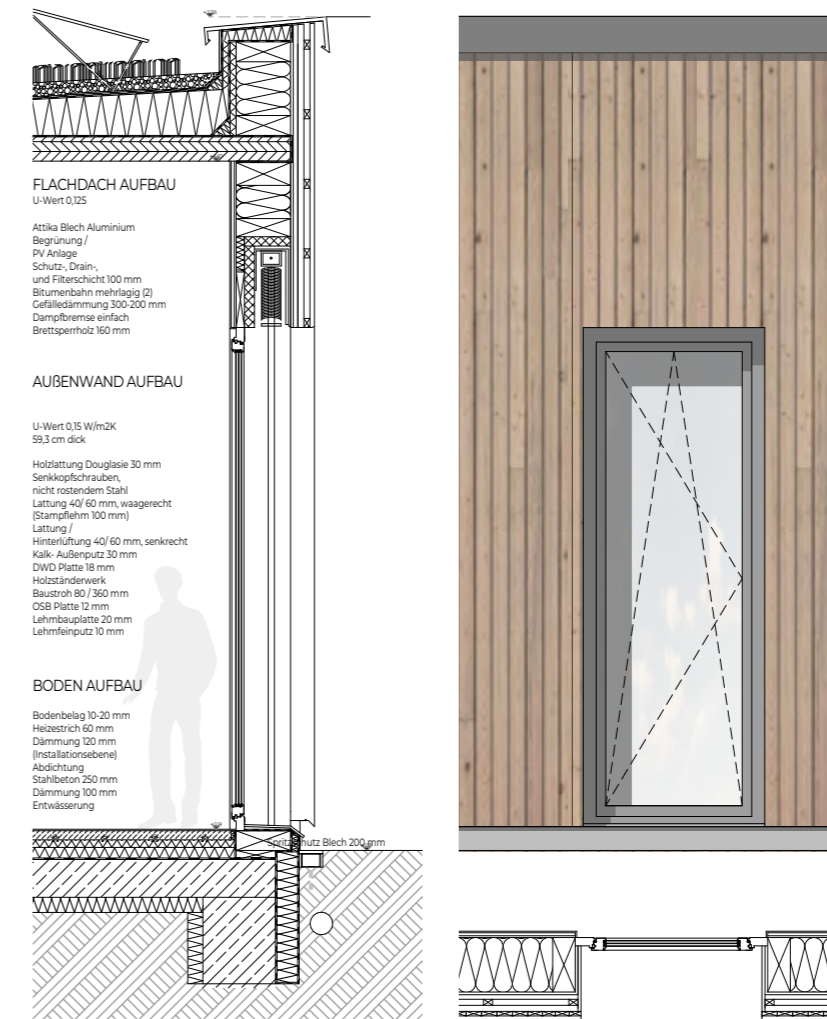 FLACHDACH AUFBAU
U-Wert 0,125
Attika Blech Aluminium
Begrünung /
PV Anlage
Schutz-, Drain-,
und Filterschicht 100 mm
Bitumenbahn mehrlagig (2)
Gefälledämmung 300-200 mm
Dampfbremse einfach
Brettsperrholz 160 mm
AUßENWAND AUFBAU
U-Wert 0,15 W/m2K
59,3 cm dick
Holzlattung Douglasie 30 mm
Senkkopfschrauben,
nicht rostendem Stahl
Lattung 40/ 60 mm, waagerecht
(Stampflehm 100 mm)
Lattung /
Hinterlüftung 40/ 60 mm, senkrecht
Kalk- Außenputz 30 mm
DWD Platte 18 mm
Holzständerwerk
Baustroh 80 / 360 mm
OSB Platte 12 mm
Lehmbauplatte 20 mm
Lehmfeinputz 10 mm
BODEN AUFBAU
Bodenbelag 10-20 mm
Heizestrich 60 mm
Dämmung 120 mm
(Installationsebene)
Abdichtung
Stahlbeton 250 mm
Dämmung 100 mm
Entwässerung
Spritzschutz Blech 200 mm